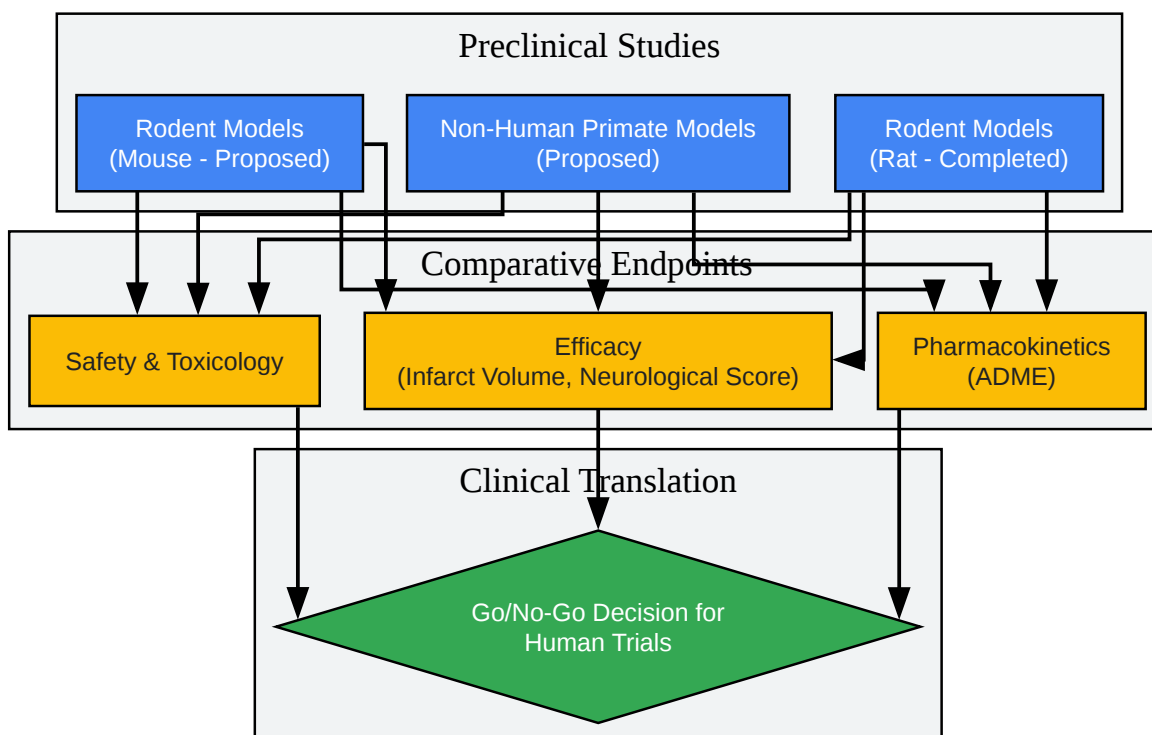 Preclinical Studies
Rodent Models
(Mouse - Proposed)
Non-Human Primate Models
(Proposed)
Rodent Models
(Rat - Completed)
Comparative Endpoints
Safety & Toxicology
Efficacy
(Infarct Volume, Neurological Score)
Pharmacokinetics
(ADME)
Clinical Translation
Go/No-Go Decision for
Human Trials